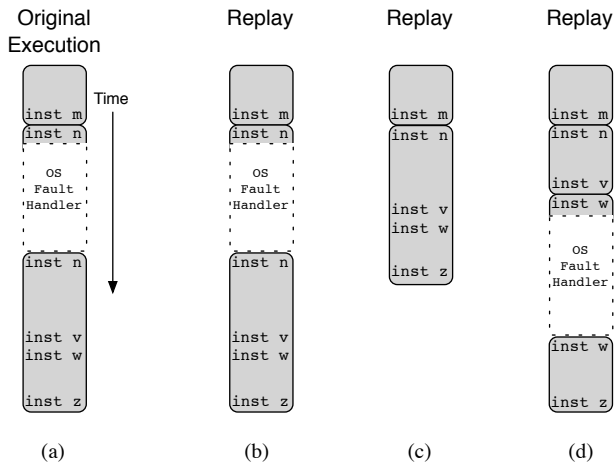 Original
Execution
Time
inst m
inst n
OS
Fault
Handler
inst n
inst v
inst w
inst z
(a)
Replay
inst m
inst n
OS
Fault
Handler
inst n
inst v
inst w
inst z
(b)
Replay
inst m
inst n
inst v
inst w
inst z
(c)
Replay
inst m
inst n
inst v
inst w
OS
Fault
Handler
inst w
inst z
(d)